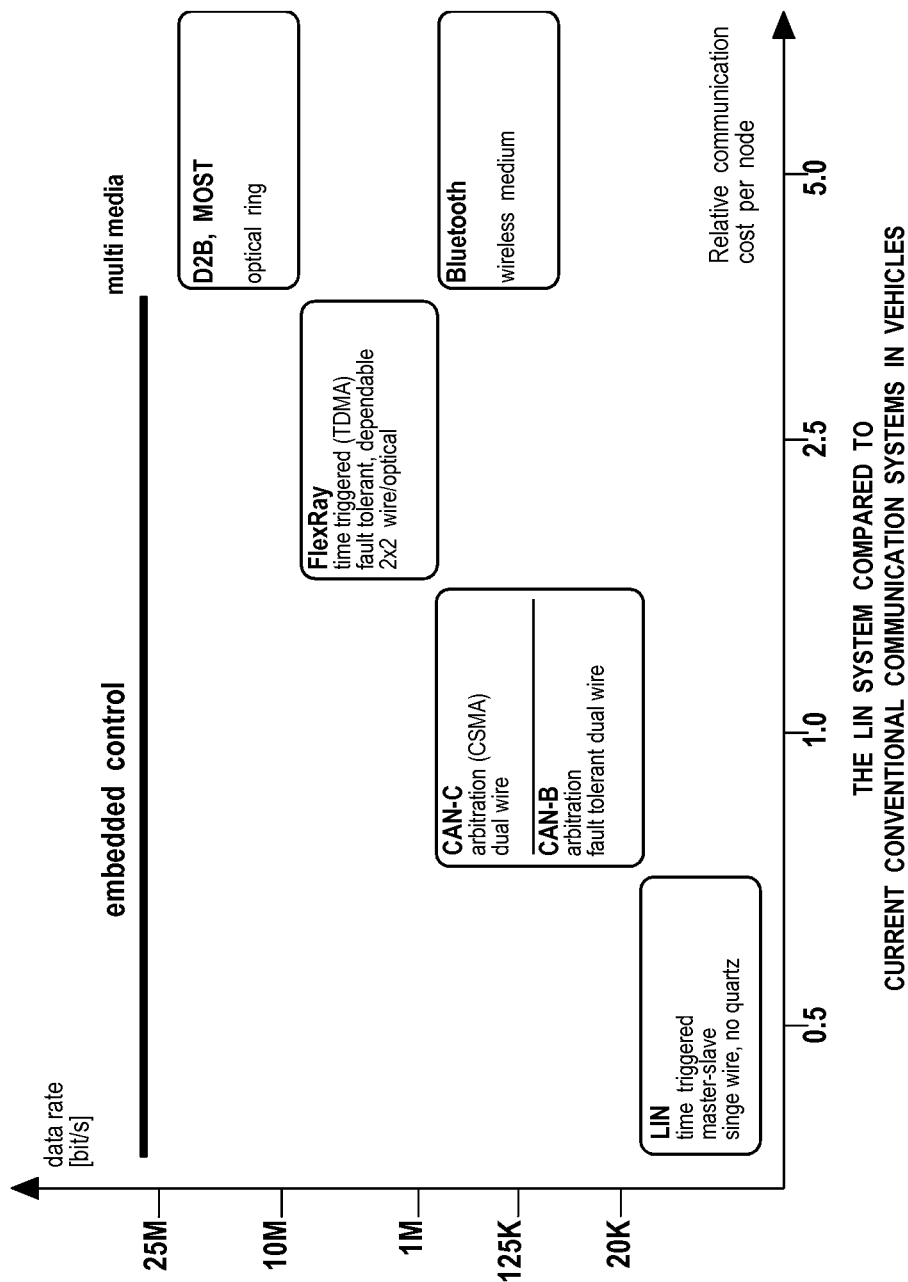 data rate
[bit/s]
embedded control
multi media
25M
10M
1M
125K
20K
D2B, MOST
optical ring
FlexRay
time triggered (TDMA)
fault tolerant, dependable
2x2 wire/optical
Bluetooth
wireless medium
CAN-C
arbitration (CSMA)
dual wire
CAN-B
arbitration
fault tolerant dual wire
LIN
time triggered
master-slave
singe wire, no quartz
Relative communication
cost per node
0.5
1.0
2.5
5.0
THE LIN SYSTEM COMPARED TO
CURRENT CONVENTIONAL COMMUNICATION SYSTEMS IN VEHICLES